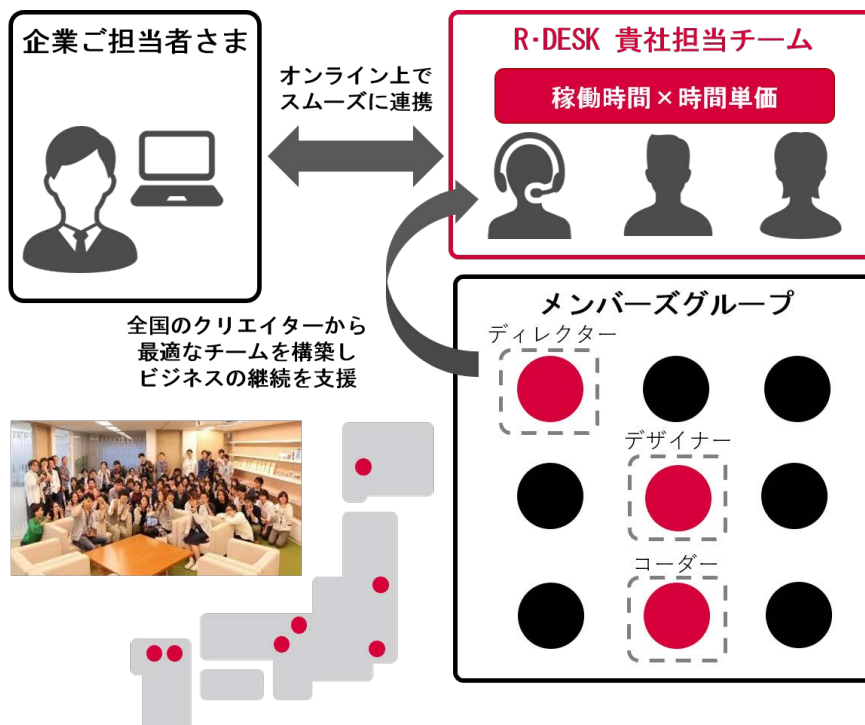 企業ご担当者さま
オンライン上で
スムーズに連携
R・DESK 貴社担当チーム
稼働時間×時間単価
全国のクリエイターから
最適なチームを構築し
ビジネスの継続を支援
メンバーズグループ
ディレクター
デザイナー
コーダー